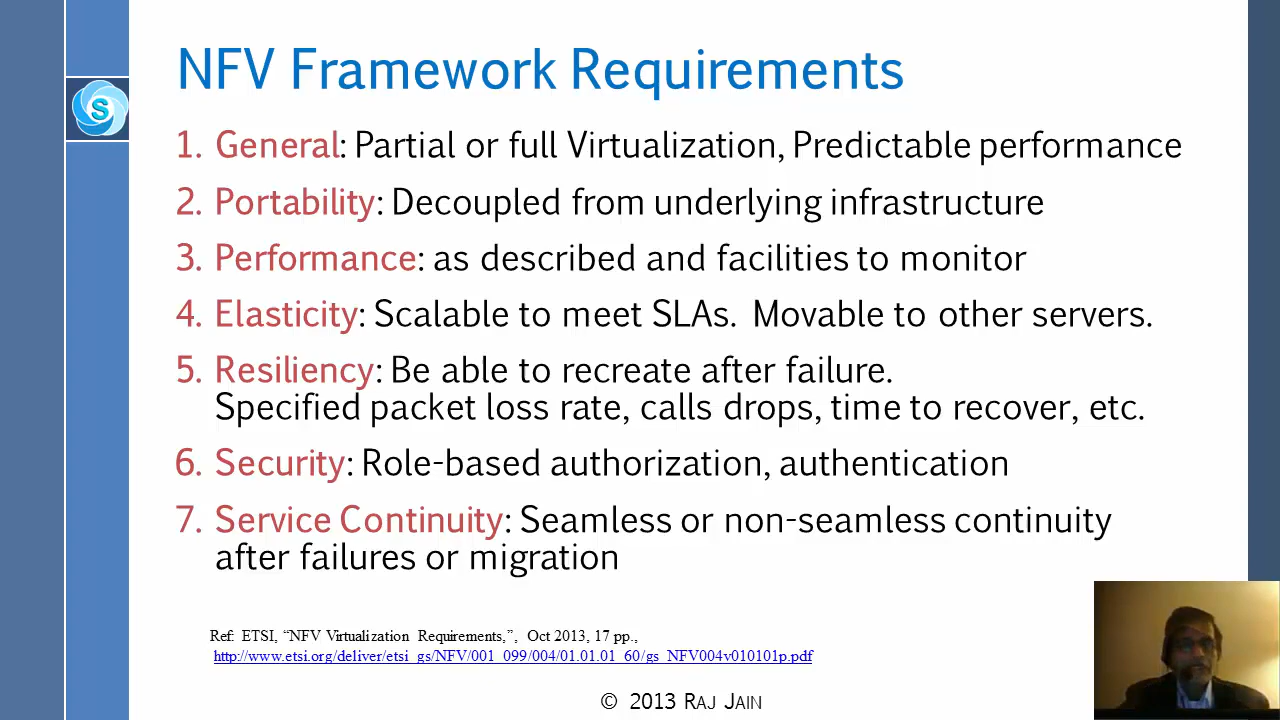 NFV Framework Requirements
S
1. General: Partial or full Virtualization, Predictable performance
2. Portability: Decoupled from underlying infrastructure
3. Performance: as described and facilities to monitor
4. Elasticity: Scalable to meet SLAs. Movable to other servers.
5. Resiliency: Be able to recreate after failure.
Specified packet loss rate, calls drops, time to recover, etc.
6. Security: Role-based authorization, authentication
7. Service Continuity: Seamless or non-seamless continuity
after failures or migration
Ref: ETSI, “NFV Virtualization Requirements,”, Oct 2013, 17 pp.,
http://www.etsi.org/deliver/etsi_gs/NFV/001_099/004/01.01.01_60/gs_NFV004v010101p.pdf
© 2013 RAJ JAIN